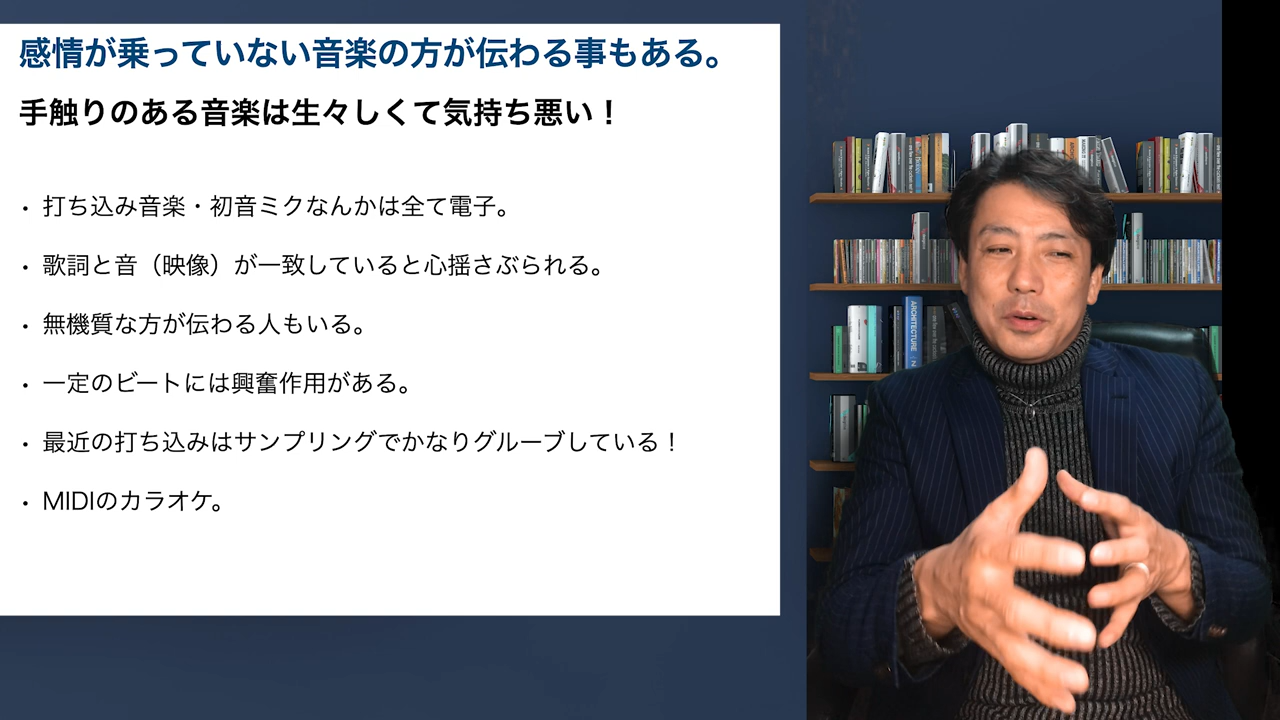 感情が乗っていない音楽の方が伝わる事もある。
手触りのある音楽は生々しくて気持ち悪い！
・打ち込み音楽・初音ミクなんかは全て電子。
・歌詞と音（映像）が一致していると心揺さぶられる。
・無機質な方が伝わる人もいる。
・一定のビートには興奮作用がある。
・最近の打ち込みはサンプリングでかなりグルーブしている！
・MIDIのカラオケ。
ARCHITECTURE